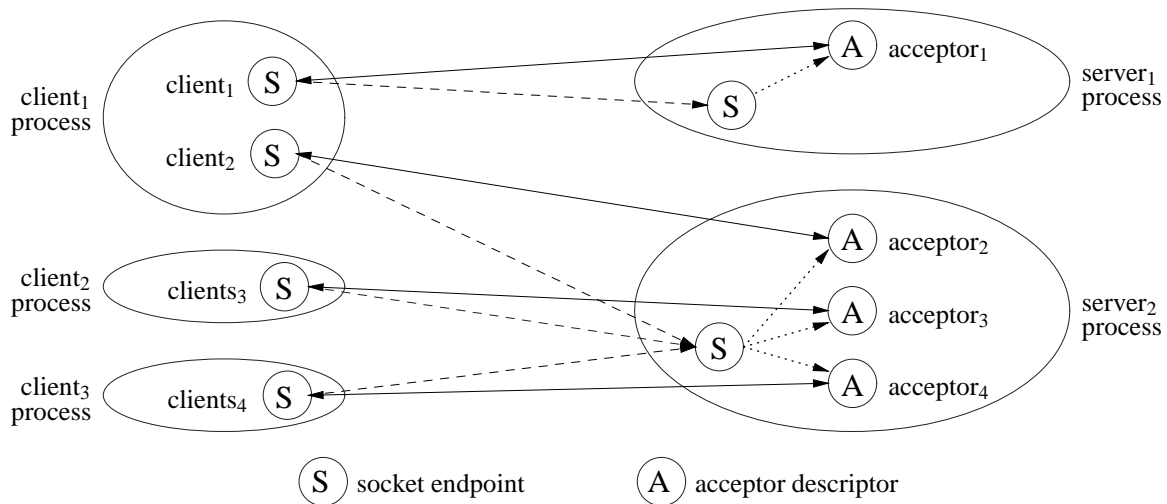 client₁
process
client₁ S
client₂ S
A acceptor₁
S
server₁
process
client₂
process
clients₃ S
client₃
process
clients₄ S
A acceptor₂
A acceptor₃
S
A acceptor₄
server₂
process
S socket endpoint
A acceptor descriptor